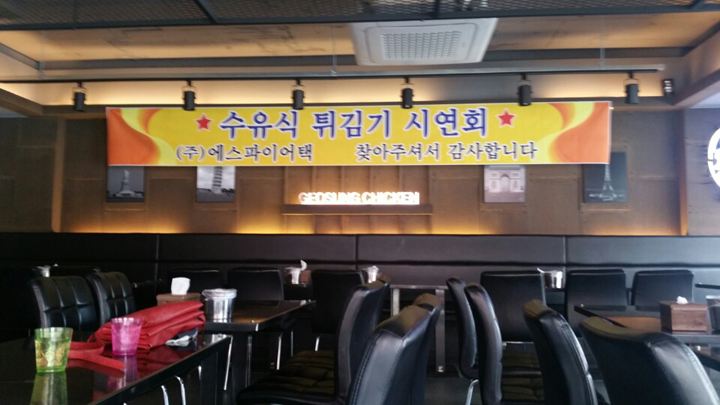 ★수유식 튀김기 시연회★
(주)에스파이어택 찾아주셔서 감사합니다
GEOSUNG CHICKEN